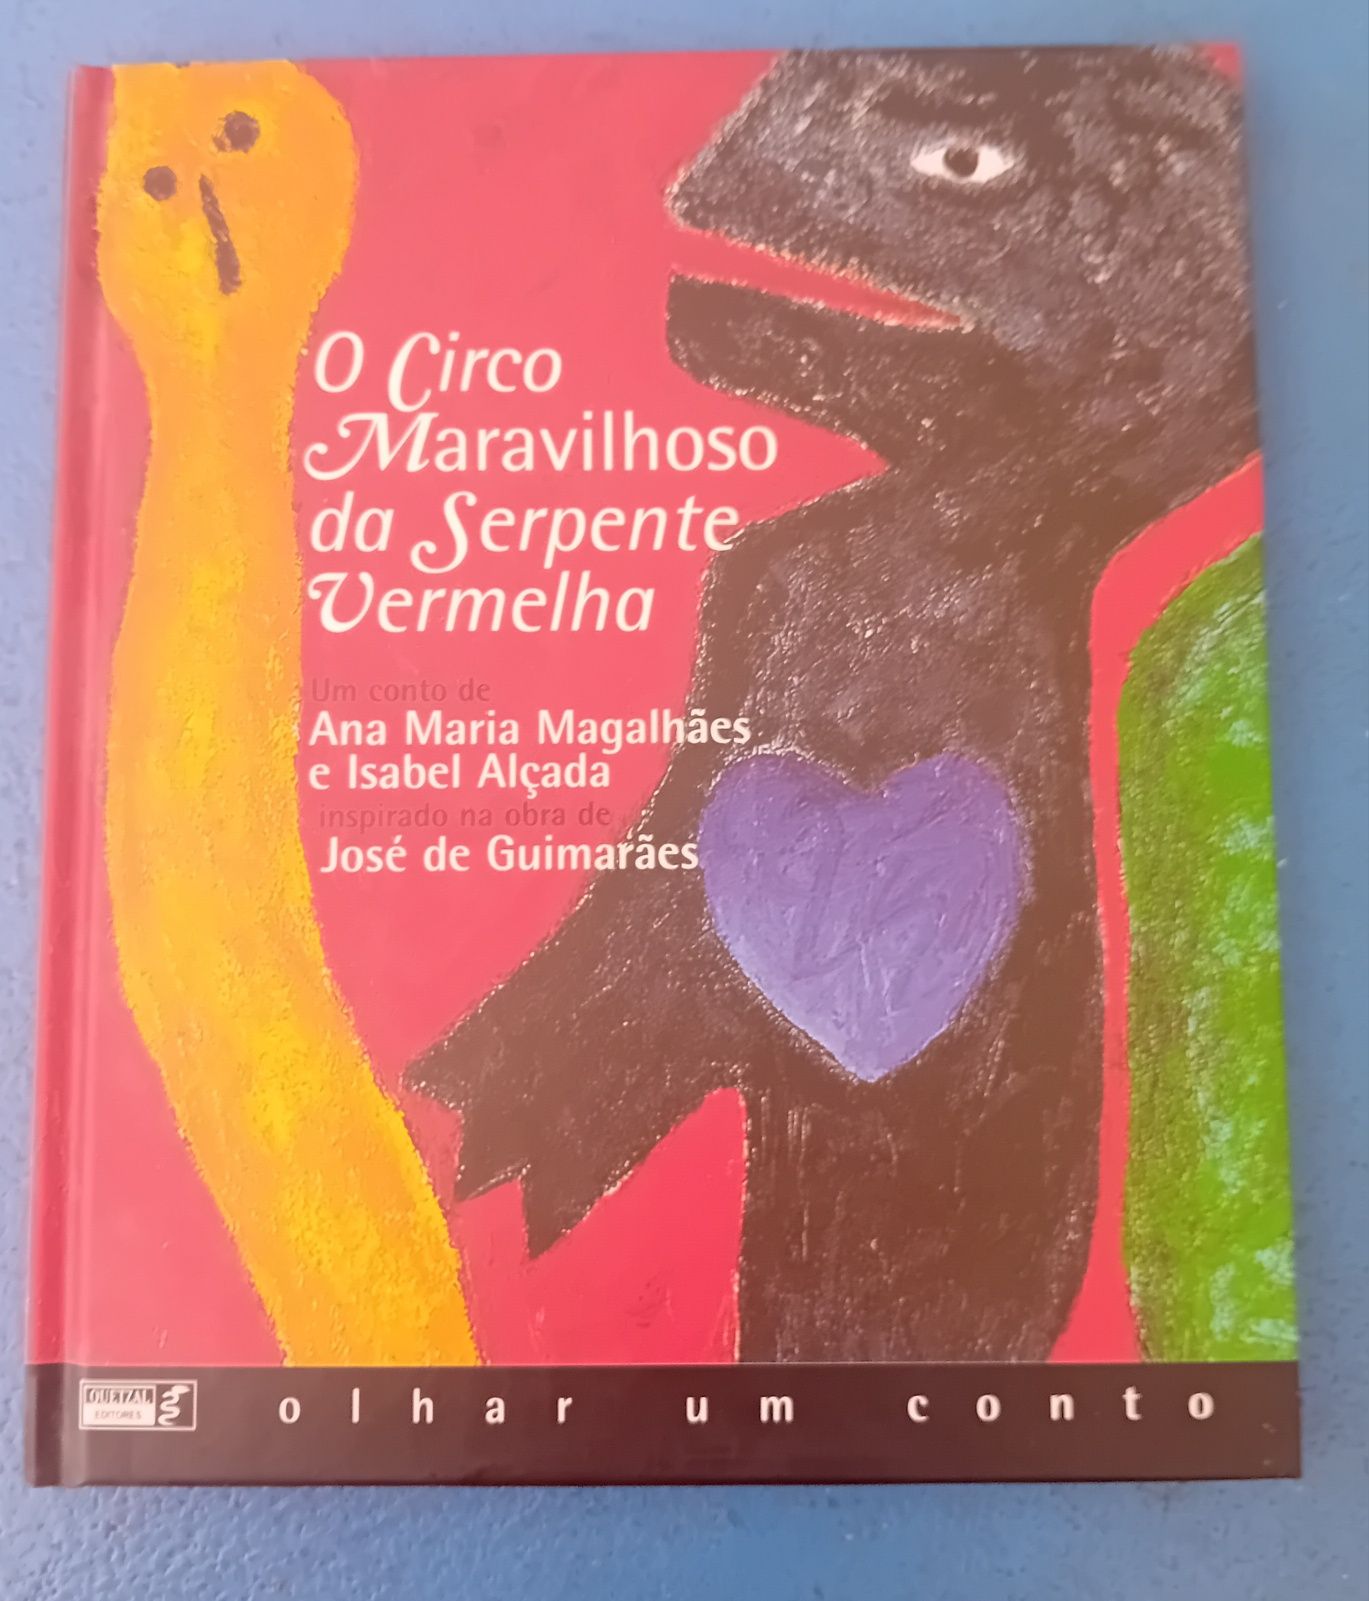 O Circo
Maravilhoso
da Serpente
Vermelha
Um conto de
Ana Maria Magalhães
e Isabel Alçada
inspirado na obra de
José de Guimarães
QUETZAL
EDITORES
olhar um conto